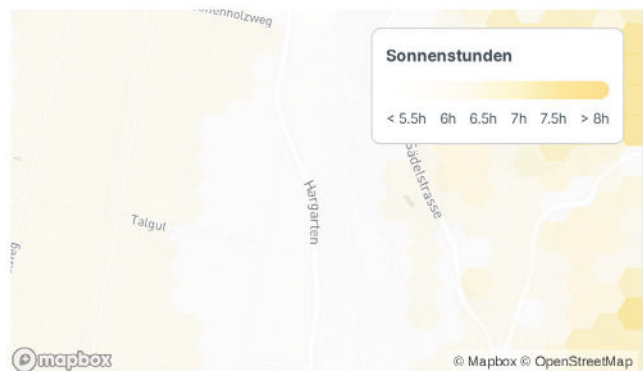 Sonnenstunden
< 5.5h 6h 6.5h 7h 7.5h > 8h
Sädelstrasse
Hargarten
Talgut
mapbox
© Mapbox © OpenStreetMap